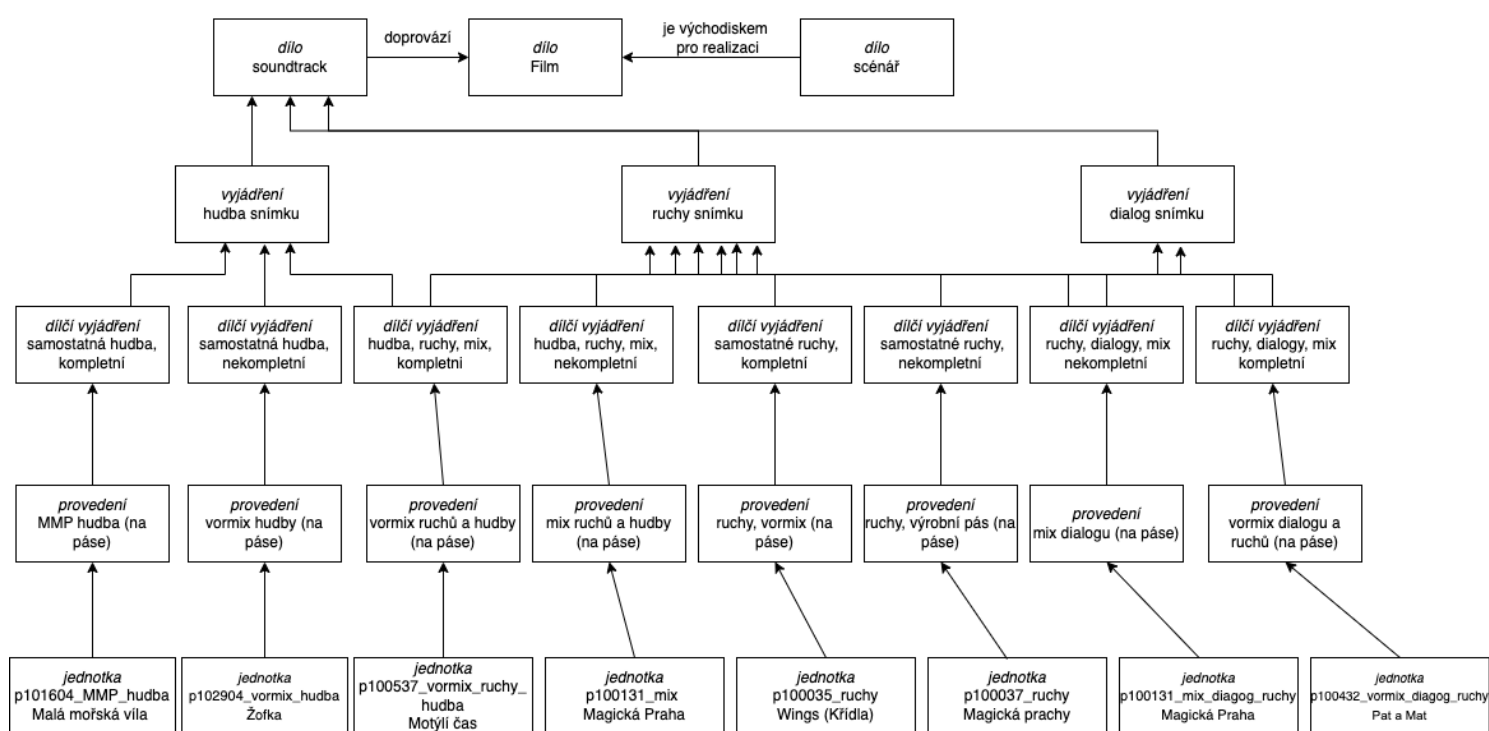 dílo
soundtrack
doprovází
dílo
Film
je východiskem
pro realizaci
dílo
scénář
vyjádření
hudba snímku
vyjádření
ruchy snímku
vyjádření
dialog snímku
dílčí vyjádření
samostatná hudba,
kompletní
dílčí vyjádření
samostatná hudba,
nekompletní
dílčí vyjádření
hudba, ruchy, mix,
kompletni
dílčí vyjádření
hudba, ruchy, mix,
nekompletní
dílčí vyjádření
samostatné ruchy,
kompletní
dílčí vyjádření
samostatné ruchy,
nekompletní
dílčí vyjádření
ruchy, dialogy, mix
nekompletní
dílčí vyjádření
ruchy, dialogy, mix
kompletní
provedení
MMP hudba (na
páse)
provedení
vormix hudby (na
páse)
provedení
vormix ruchů a hudby
(na páse)
provedení
mix ruchů a hudby
(na páse)
provedení
ruchy, vormix (na
páse)
provedení
ruchy, výrobní pás (na
páse)
provedení
mix dialogu (na páse)
provedení
vormix dialogu a
ruchů (na páse)
jednotka
p101604_MMP_hudba
Malá mořská víla
jednotka
p102904_vormix_hudba
Žofka
jednotka
p100537_vormix_ruchy_
hudba
Motýlí čas
jednotka
p100131_mix
Magická Praha
jednotka
p100035_ruchy
Wings (Křídla)
jednotka
p100037_ruchy
Magická prachy
jednotka
p100131_mix_diagog_ruchy
Magická Praha
jednotka
p100432_vormix_diagog_ruchy
Pat a Mat